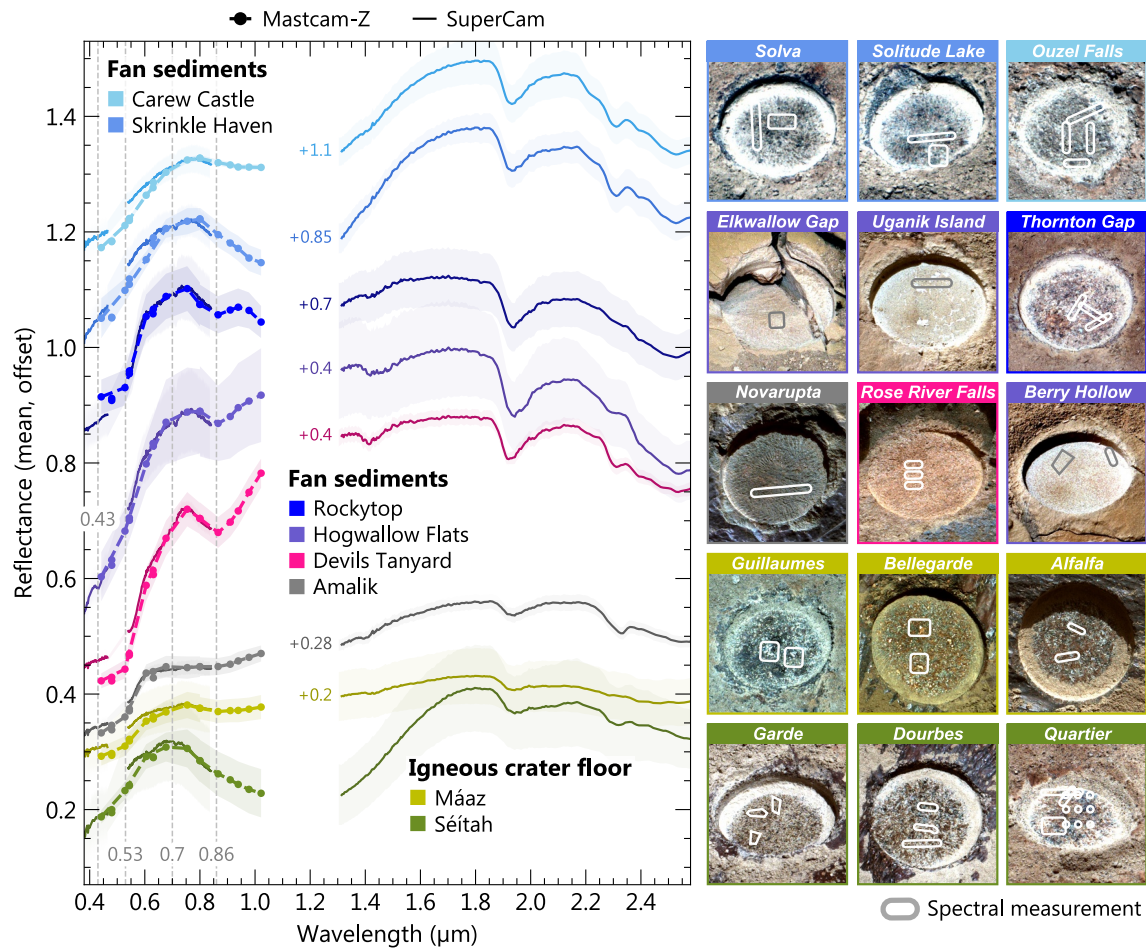 Mastcam-Z
SuperCam
Fan sediments
Carew Castle
Skrinkle Haven
1.4
1.2
1.0
0.8
0.6
0.4
0.2
Reflectance (mean, offset)
+1.1
+0.85
+0.7
+0.4
+0.4
+0.28
+0.2
0.43
0.53
0.7
0.86
Fan sediments
Rockytop
Hogwallow Flats
Devils Tanyard
Amalik
Igneous crater floor
Máaz
Séítah
0.4 0.6 0.8 1.0 1.2 1.4 1.6 1.8 2.0 2.2 2.4
Wavelength (μm)
Solva
Solitude Lake
Ouzel Falls
Elkwallow Gap
Uganik Island
Thornton Gap
Novarupta
Rose River Falls
Berry Hollow
Guillaumes
Bellegarde
Alfalfa
Garde
Dourbes
Quartier
Spectral measurement